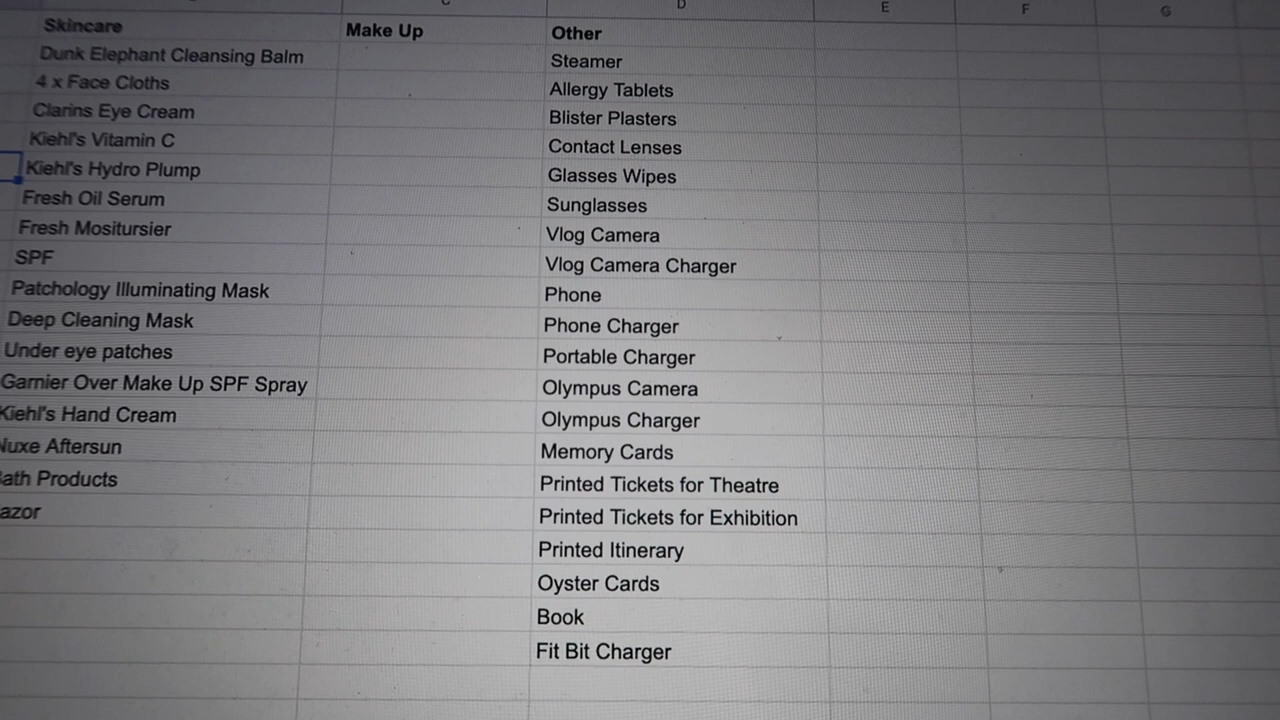 C
D
E
F
G
Skincare
Make Up
Other
Dunk Elephant Cleansing Balm
Steamer
4 x Face Cloths
Allergy Tablets
Clarins Eye Cream
Blister Plasters
Kiehl's Vitamin C
Contact Lenses
Kiehl's Hydro Plump
Glasses Wipes
Fresh Oil Serum
Sunglasses
Fresh Mositursier
Vlog Camera
SPF
Vlog Camera Charger
Patchology Illuminating Mask
Phone
Deep Cleaning Mask
Phone Charger
Under eye patches
Portable Charger
Garnier Over Make Up SPF Spray
Olympus Camera
Kiehl's Hand Cream
Olympus Charger
Nuxe Aftersun
Memory Cards
ath Products
Printed Tickets for Theatre
azor
Printed Tickets for Exhibition
Printed Itinerary
Oyster Cards
Book
Fit Bit Charger